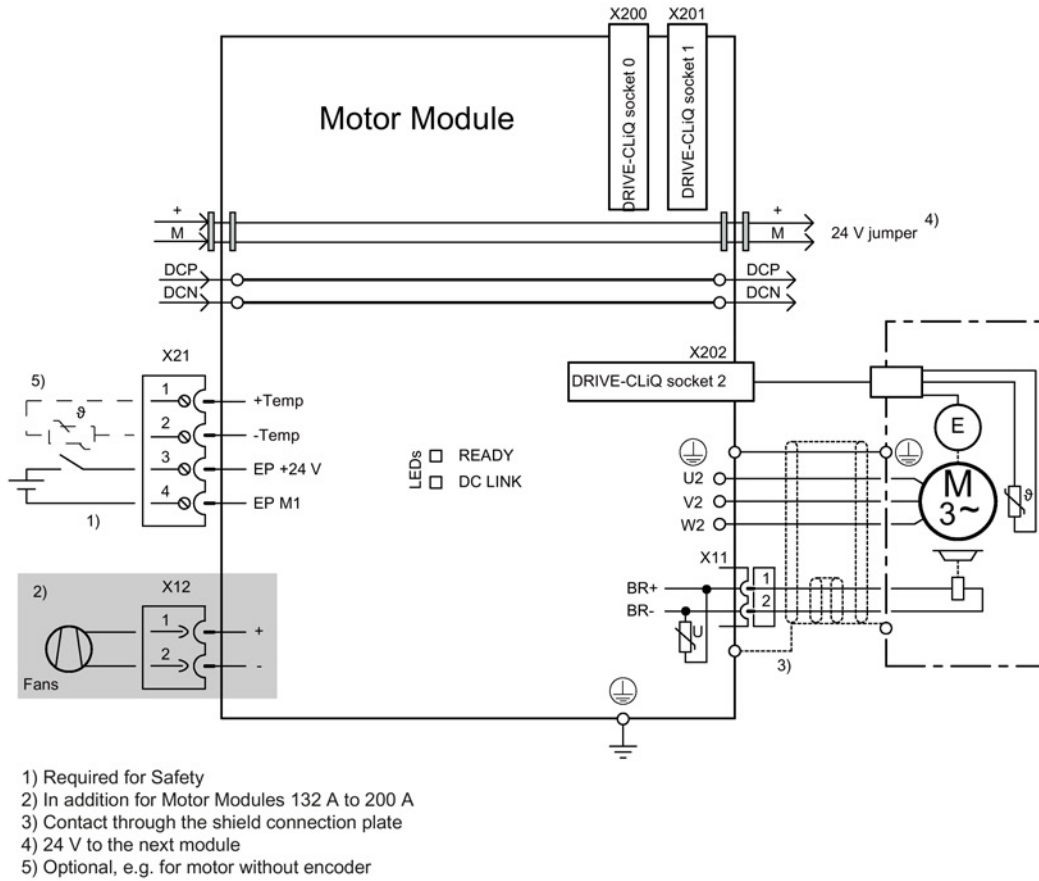 X200 X201
DRIVE-CLiQ socket 0
DRIVE-CLiQ socket 1
Motor Module
+ +
M M
24 V jumper 4)
DCP DCP
DCN DCN
X21
5)
ϑ
1 +Temp
2 -Temp
3 EP +24 V
4 EP M1
1)
LEDs
READY
DC LINK
X202
DRIVE-CLiQ socket 2
E
M
3~
ϑ
U2
V2
W2
X11
BR+ 1
BR- 2
U
3)
2)
X12
1 +
2 -
Fans
1) Required for Safety
2) In addition for Motor Modules 132 A to 200 A
3) Contact through the shield connection plate
4) 24 V to the next module
5) Optional, e.g. for motor without encoder